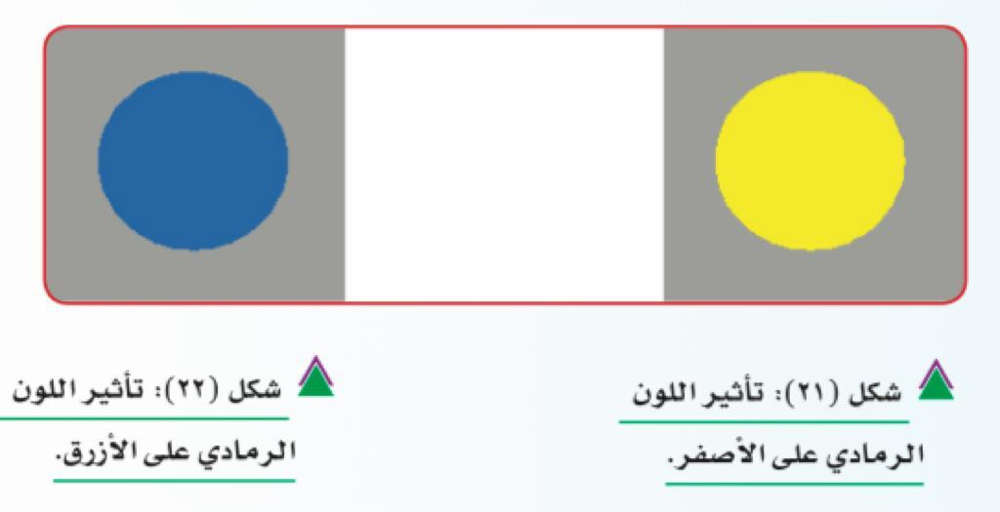 شكل (٢١): تأثير اللون
الرمادي على الأصفر.
شكل (٢٢): تأثير اللون
الرمادي على الأزرق.